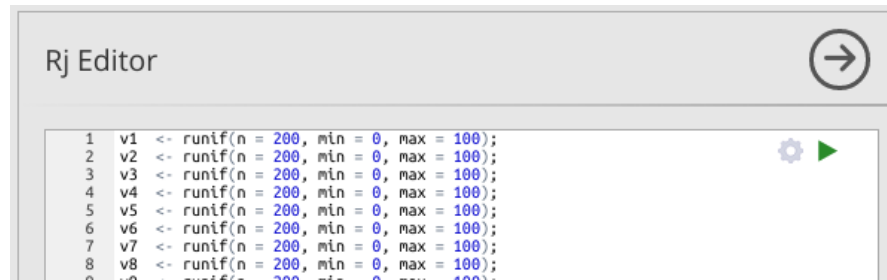 Rj Editor
1 v1 <- runif(n = 200, min = 0, max = 100);
2 v2 <- runif(n = 200, min = 0, max = 100);
3 v3 <- runif(n = 200, min = 0, max = 100);
4 v4 <- runif(n = 200, min = 0, max = 100);
5 v5 <- runif(n = 200, min = 0, max = 100);
6 v6 <- runif(n = 200, min = 0, max = 100);
7 v7 <- runif(n = 200, min = 0, max = 100);
8 v8 <- runif(n = 200, min = 0, max = 100);